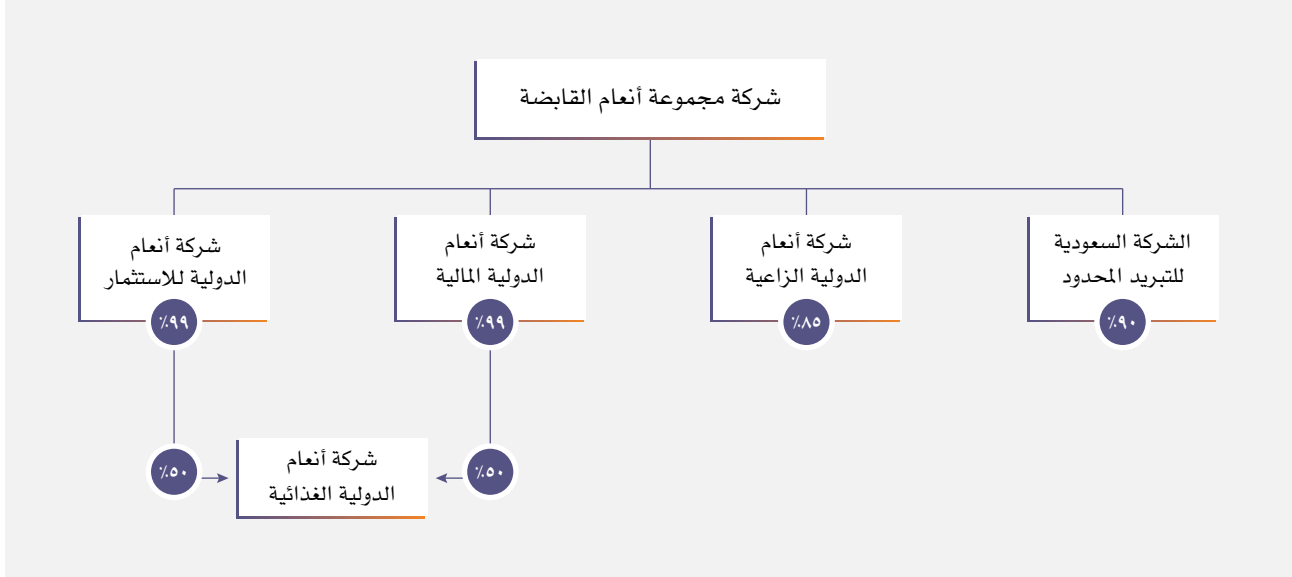 شركة مجموعة أنعام القابضة
الشركة السعودية
للتبريد المحدود
٩٠٪
شركة أنعام
الدولية الزاعية
٨٥٪
شركة أنعام
الدولية المالية
٩٩٪
شركة أنعام
الدولية للاستثمار
٩٩٪
٥٠٪
شركة أنعام
الدولية الغذائية
٥٠٪